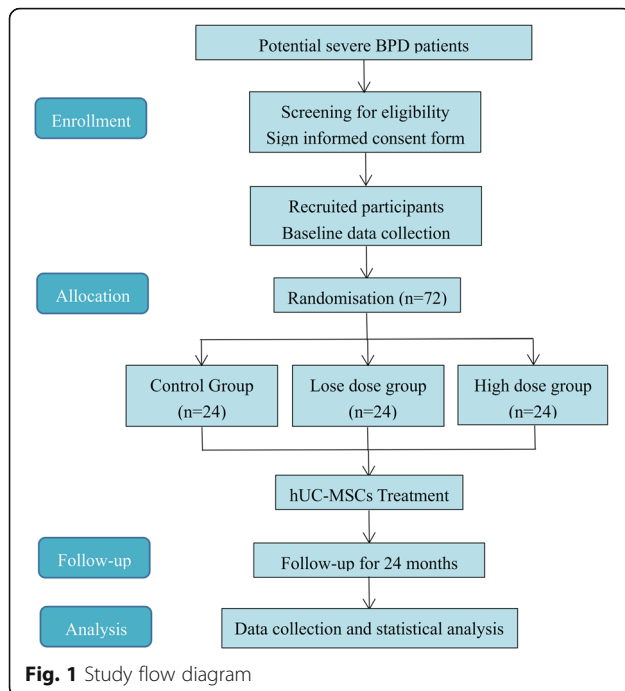 Potential severe BPD patients
Enrollment
Screening for eligibility
Sign informed consent form
Recruited participants
Baseline data collection
Allocation
Randomisation (n=72)
Control Group
(n=24)
Lose dose group
(n=24)
High dose group
(n=24)
hUC-MSCs Treatment
Follow-up
Follow-up for 24 months
Analysis
Data collection and statistical analysis
Fig. 1 Study flow diagram